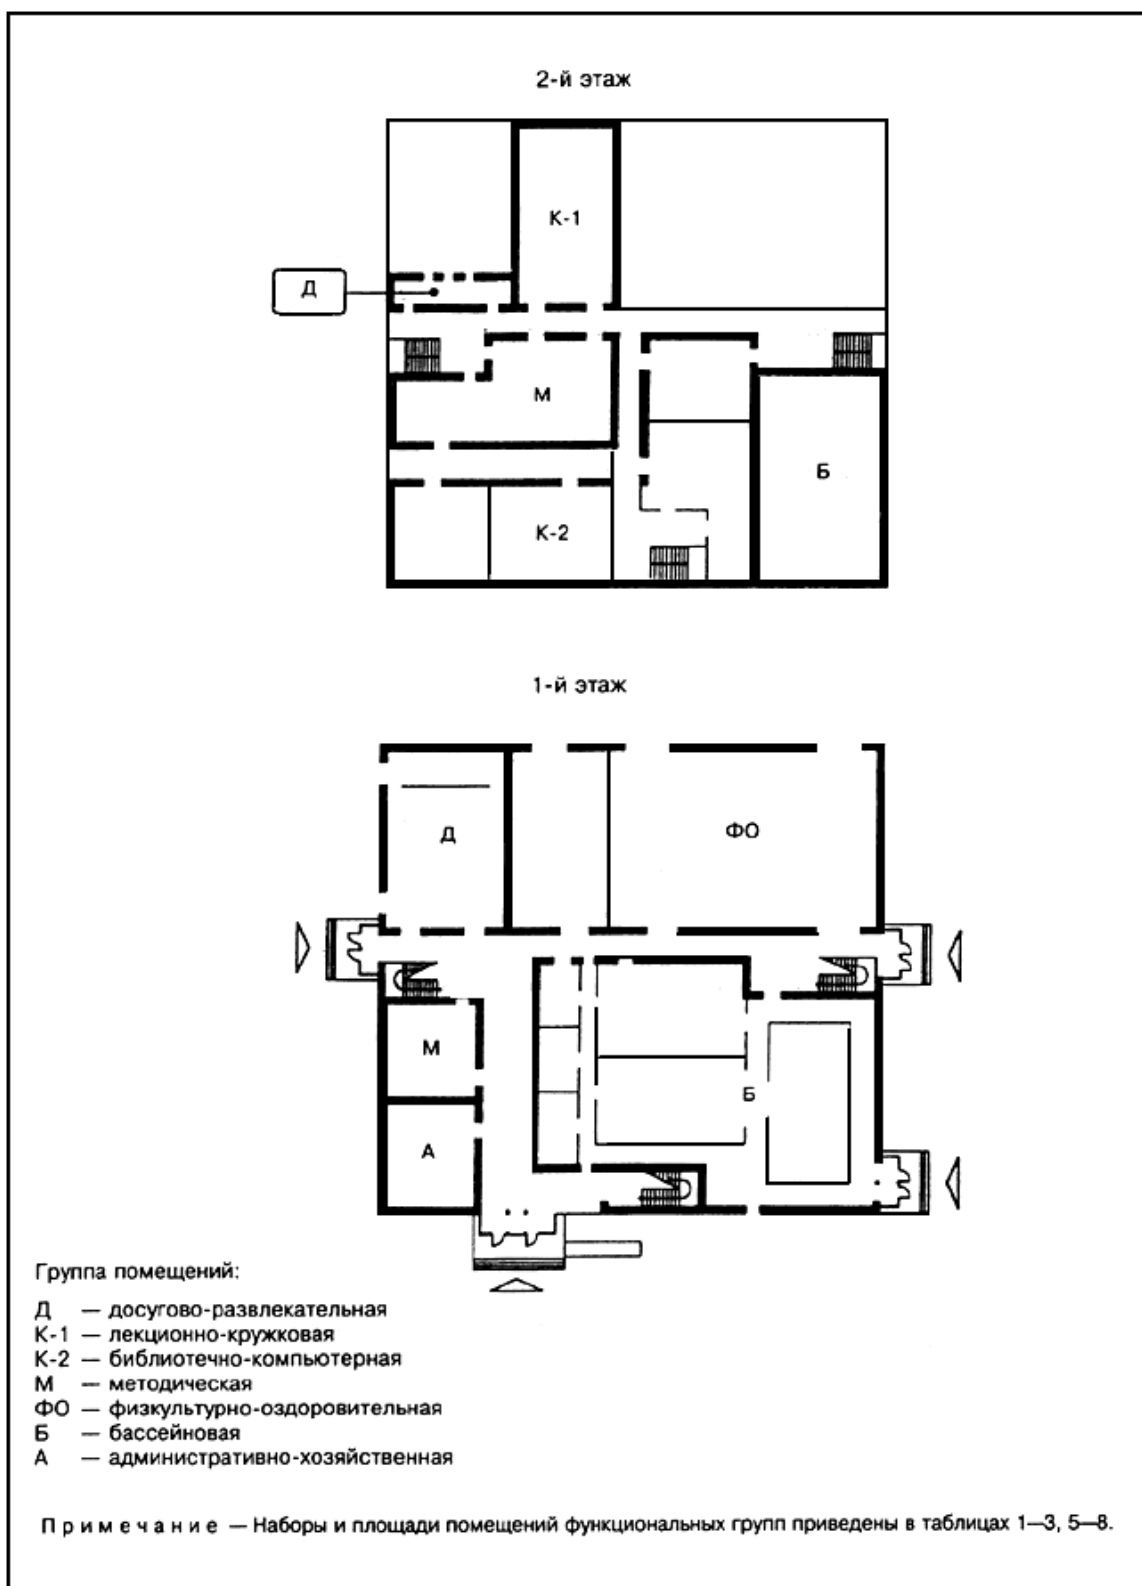 2-й этаж
К-1
Д
М
Б
К-2
1-й этаж
Д
ФО
М
Б
А
Группа помещений:
Д — досугово-развлекательная
К-1 — лекционно-кружковая
К-2 — библиотечно-компьютерная
М — методическая
ФО — физкультурно-оздоровительная
Б — бассейновая
А — административно-хозяйственная
Примечание — Наборы и площади помещений функциональных групп приведены в таблицах 1—3, 5—8.